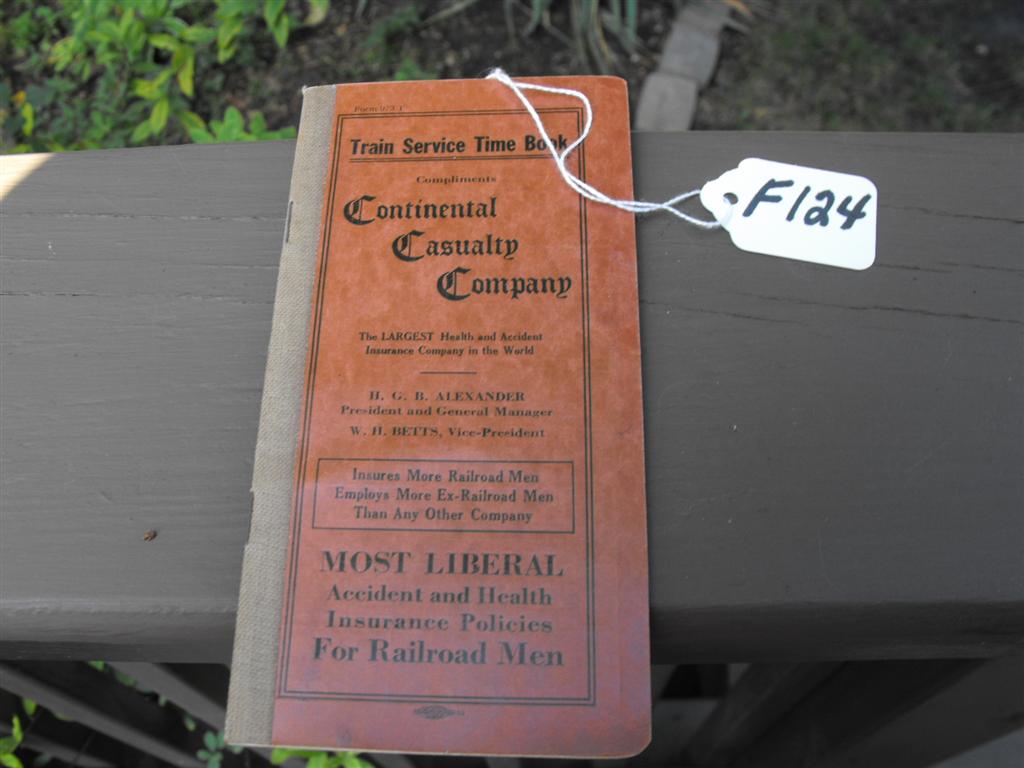 Train Service Time Book
Compliments
Continental
Casualty
Company
The LARGEST Health and Accident
Insurance Company in the World
H. G. B. ALEXANDER
President and General Manager
W. H. BETTS, Vice-President
Insures More Railroad Men
Employs More Ex-Railroad Men
Than Any Other Company
MOST LIBERAL
Accident and Health
Insurance Policies
For Railroad Men
F124